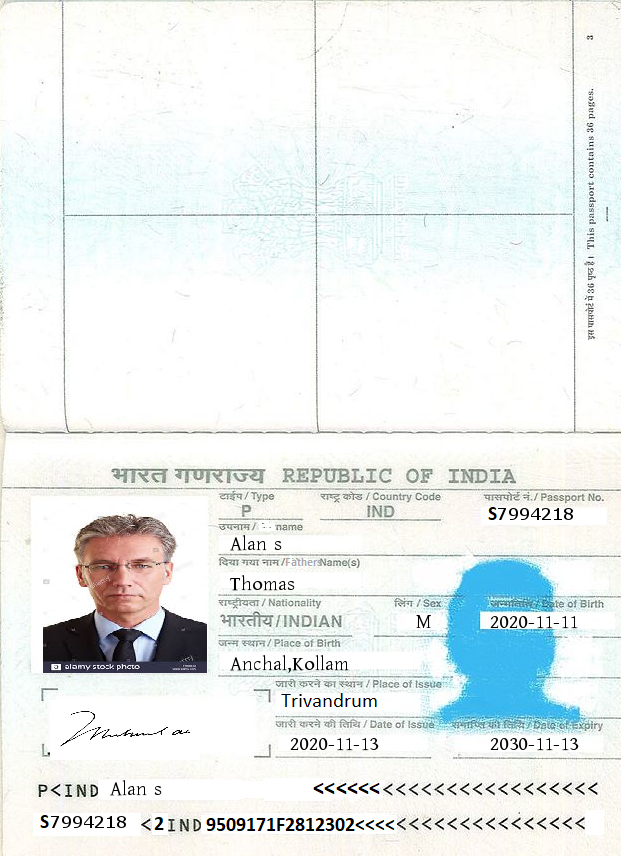 3
इस पासपोर्ट में 36 पृष्ठ हैं। This passport contains 36 pages.
भारत गणराज्य REPUBLIC OF INDIA
टाईप / Type राष्ट्र कोड / Country Code पासपोर्ट नं. / Passport No.
P IND S7994218
उपनाम / name
Alan s
दिया गया नाम /FathersName(s)
Thomas
राष्ट्रीयता / Nationality लिंग / Sex जन्मतिथि / Date of Birth
भारतीय/INDIAN M 2020-11-11
जन्म स्थान / Place of Birth
Anchal,Kollam
जारी करने का स्थान / Place of Issue
Trivandrum
जारी करने की तिथि / Date of Issue समाप्ति की तिथि / Date of Expiry
2020-11-13 2030-11-13
a alamy stock photo
P<IND Alan s <<<<<<<<<<<<<<<<<<<<<<<
S7994218 <2IND9509171F2812302<<<<<<<<<<<<<<<<<<